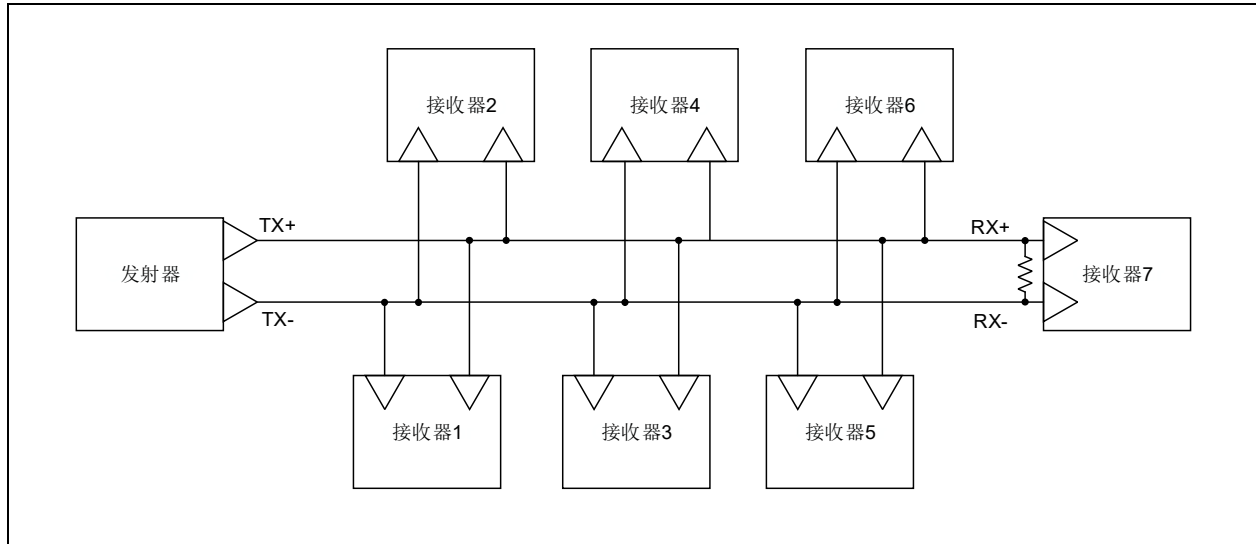 接收器2
接收器4
接收器6
TX+
RX+
发射器
接收器7
TX-
RX-
接收器1
接收器3
接收器5